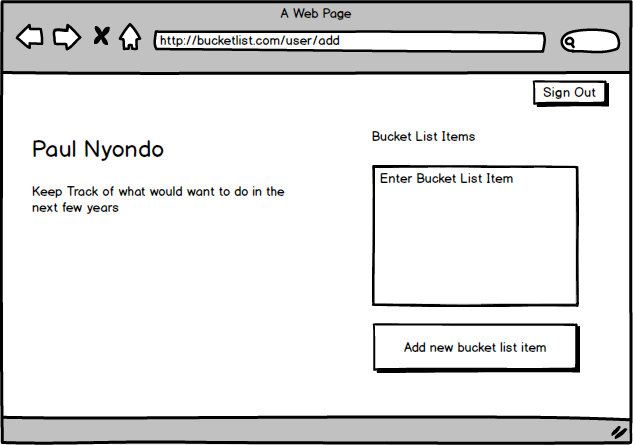 A Web Page
http://bucketlist.com/user/add
Sign Out
Paul Nyondo
Keep Track of what would want to do in the
next few years
Bucket List Items
Enter Bucket List Item
Add new bucket list item